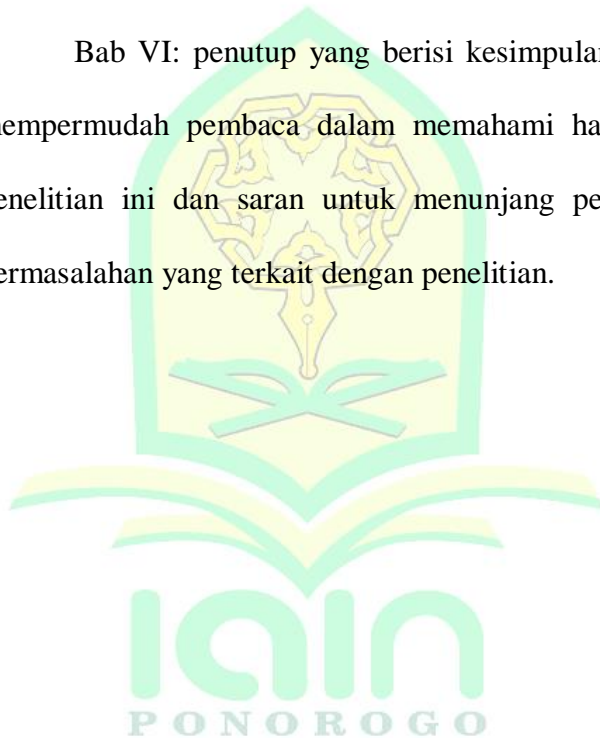 Bab VI: penutup yang berisi kesimpulan
mempermudah pembaca dalam memahami
penelitian ini dan saran untuk menunjang
permasalahan yang terkait dengan penelitian.
iain
PONOROGO